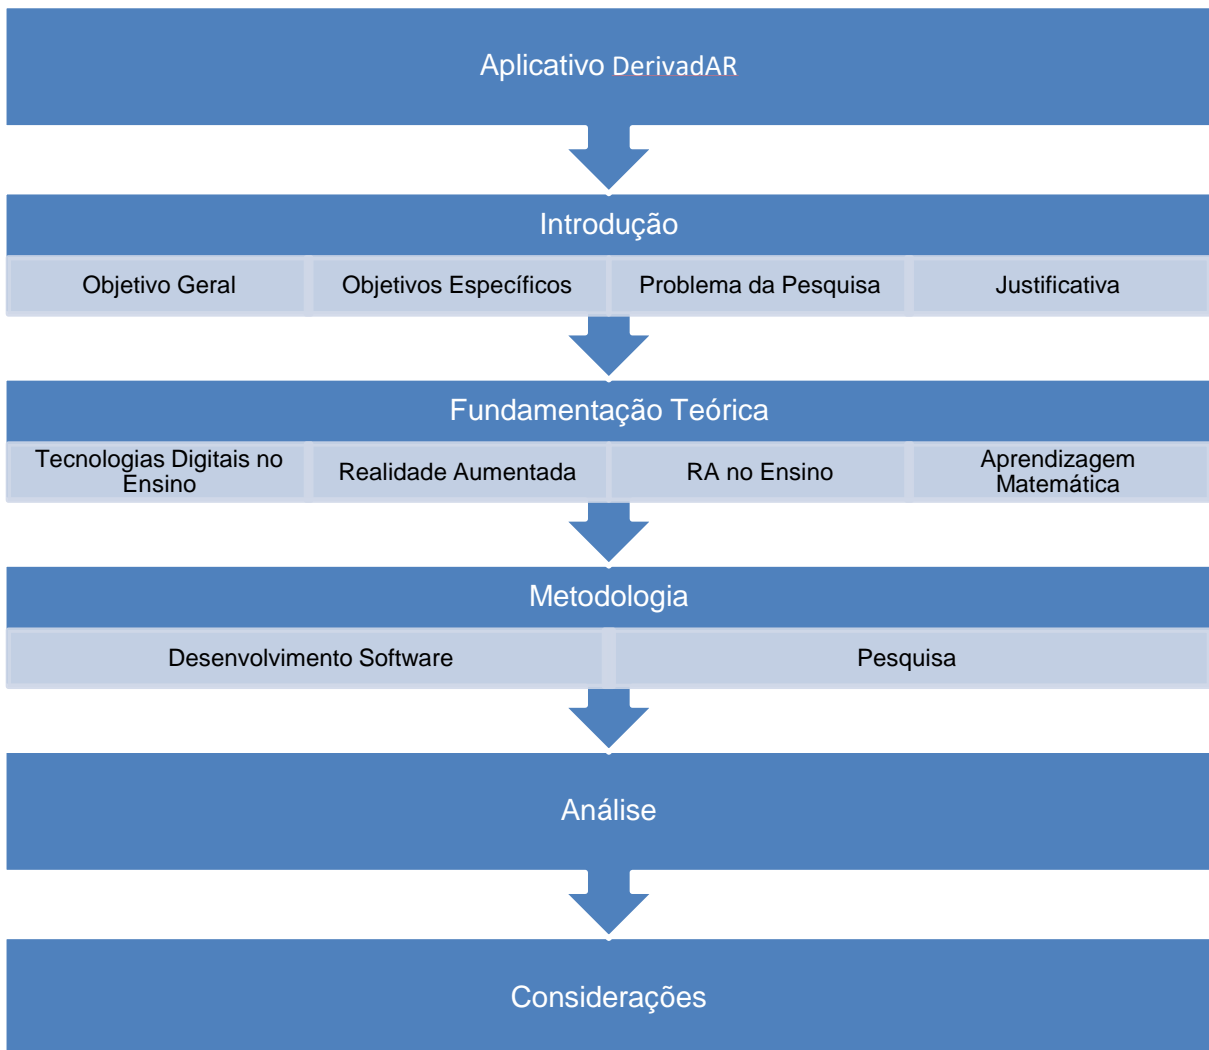 Aplicativo DerivadAR
Introdução
Objetivo Geral
Objetivos Específicos
Problema da Pesquisa
Justificativa
Fundamentação Teórica
Tecnologias Digitais no
Ensino
Realidade Aumentada
RA no Ensino
Aprendizagem
Matemática
Metodologia
Desenvolvimento Software
Pesquisa
Análise
Considerações